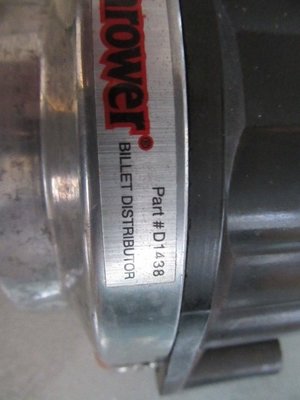 rower®
BILLET DISTRIBUTOR
Part #D1438